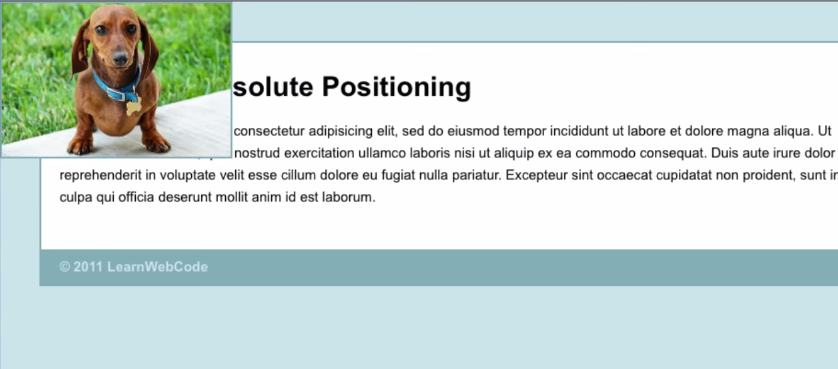 solute Positioning
consectetur adipisicing elit, sed do eiusmod tempor incididunt ut labore et dolore magna aliqua. Ut
nostrud exercitation ullamco laboris nisi ut aliquip ex ea commodo consequat. Duis aute irure dolor
reprehenderit in voluptate velit esse cillum dolore eu fugiat nulla pariatur. Excepteur sint occaecat cupidatat non proident, sunt in
culpa qui officia deserunt mollit anim id est laborum.
© 2011 LearnWebCode